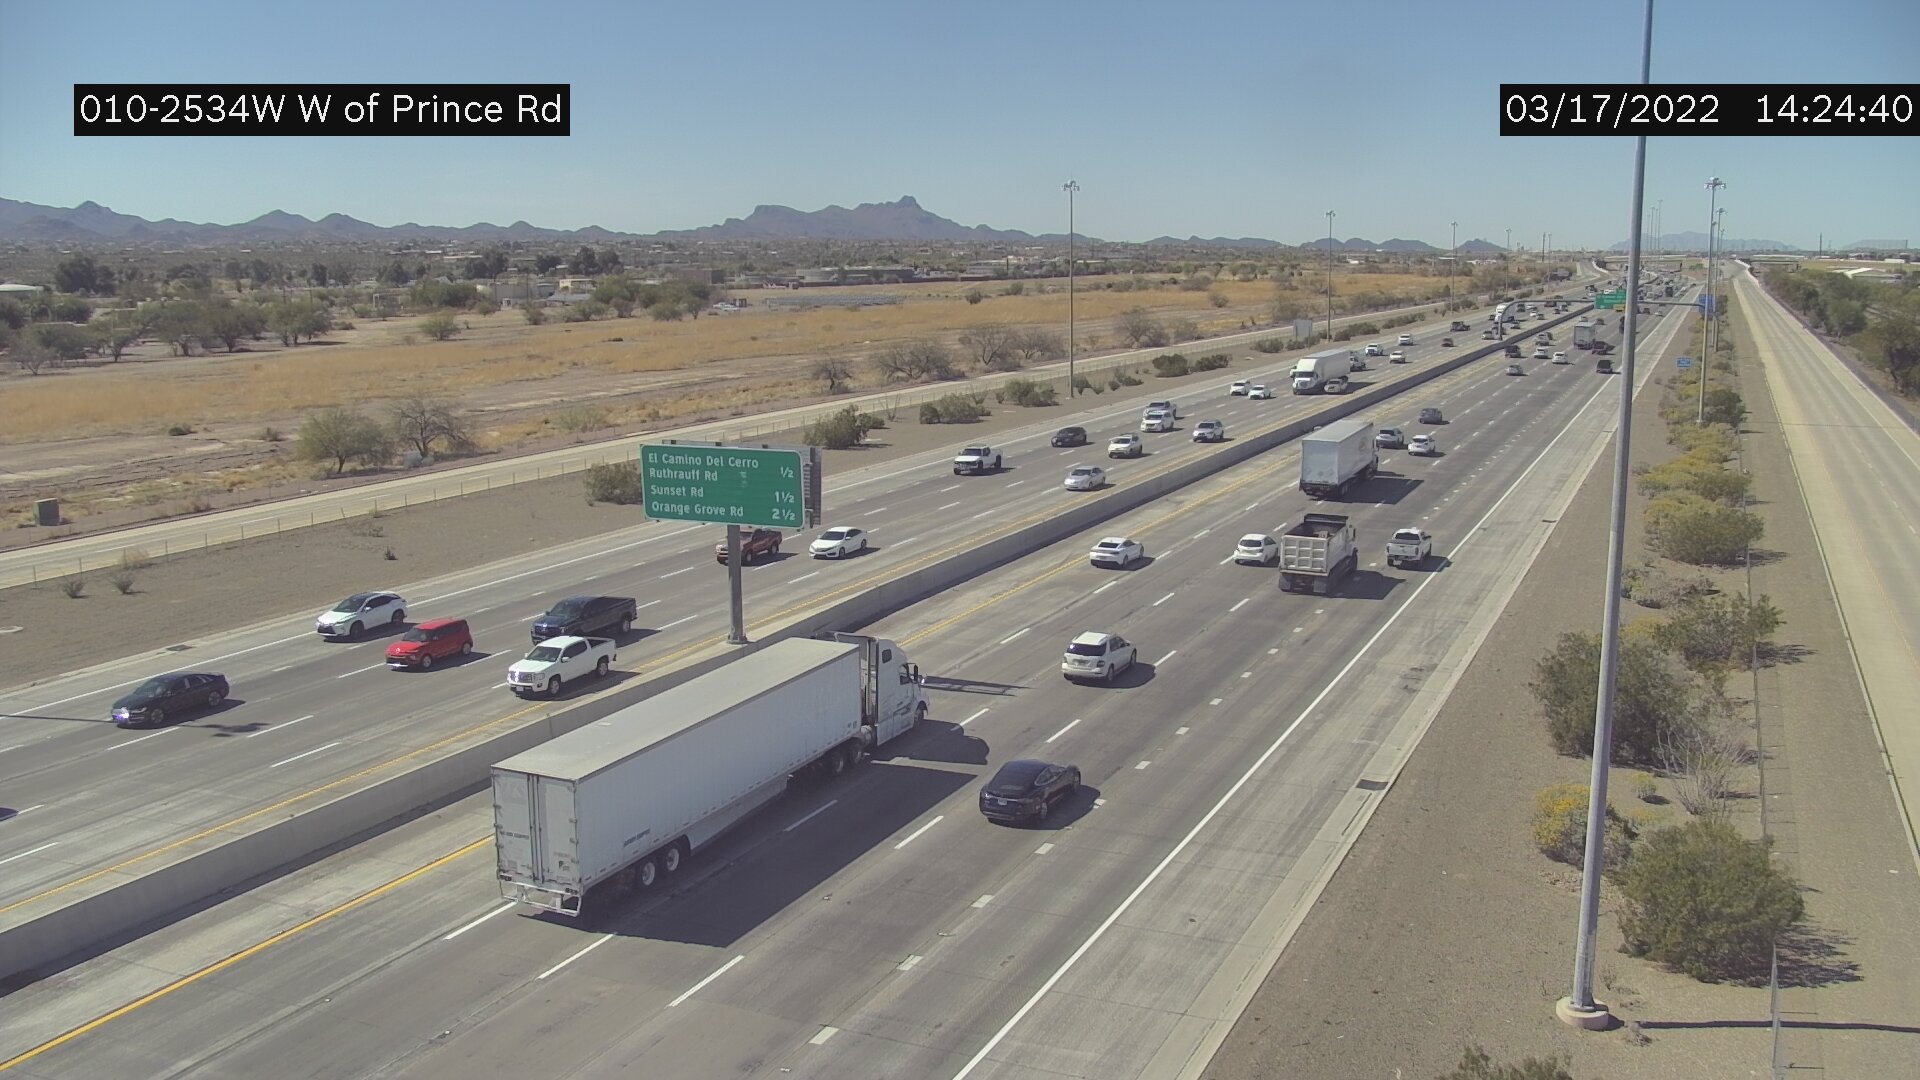 010-2534W W of Prince Rd
03/17/2022 14:24:40
El Camino Del Cerro
Ruthrauff Rd 1/2
Sunset Rd 1 1/2
Orange Grove Rd 2 1/2